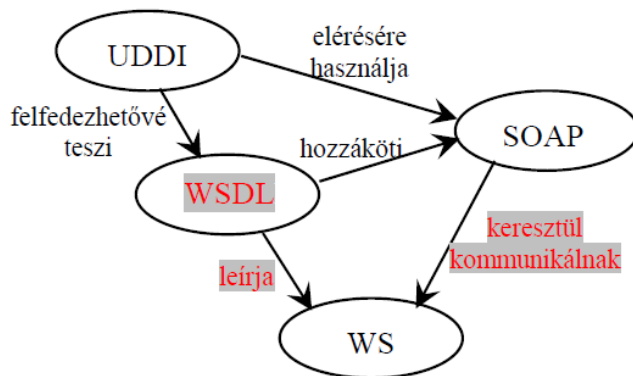 UDDI
elérésére
használja
felfedezhetővé
teszi
hozzáköti
SOAP
WSDL
leírja
keresztül
kommunikálnak
WS